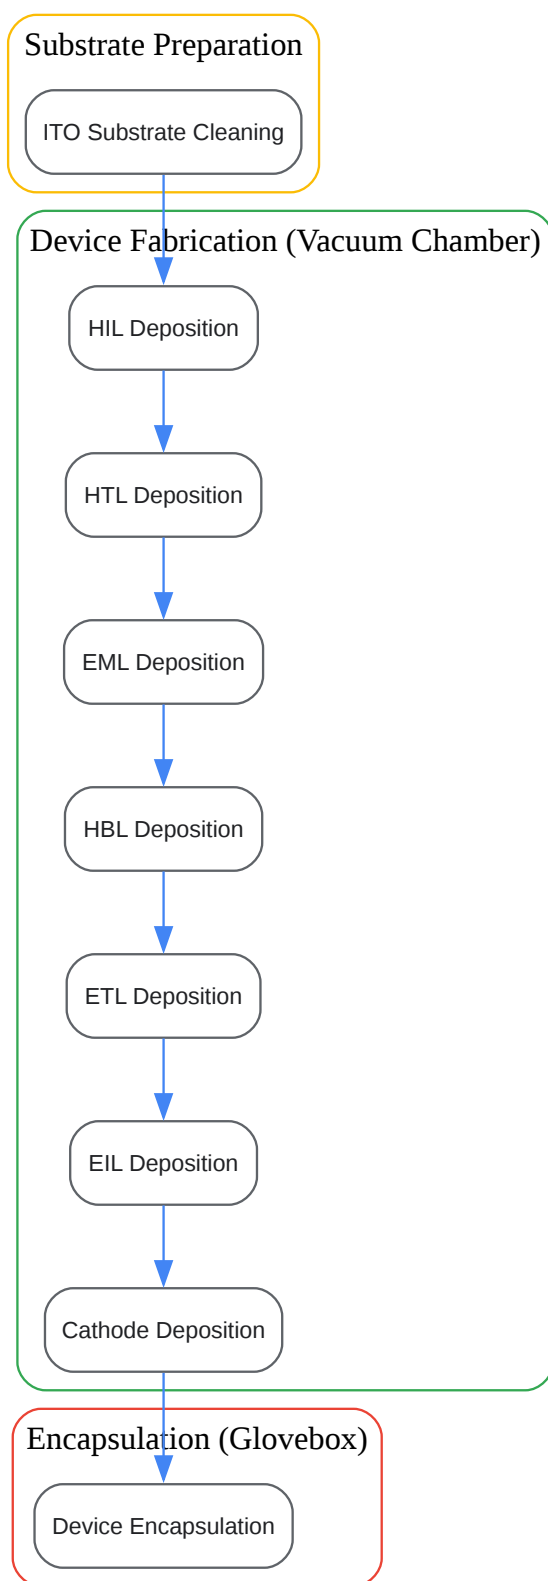 Substrate Preparation
ITO Substrate Cleaning
Device Fabrication (Vacuum Chamber)
HIL Deposition
HTL Deposition
EML Deposition
HBL Deposition
ETL Deposition
EIL Deposition
Cathode Deposition
Encapsulation (Glovebox)
Device Encapsulation